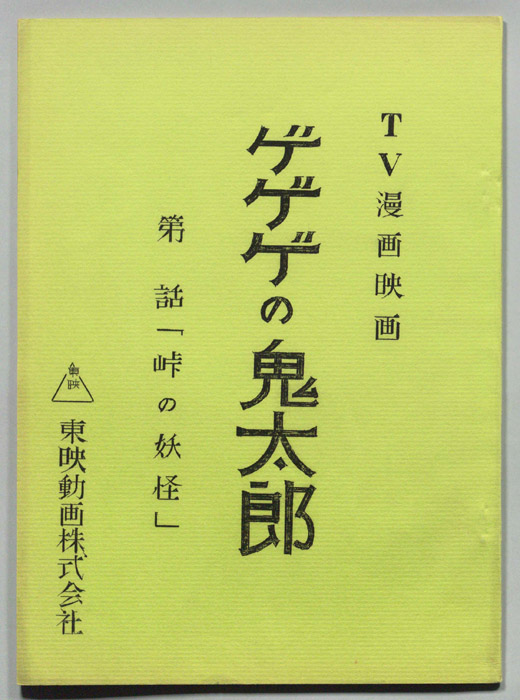 TV漫画映画
ゲゲゲの鬼太郎
第　話「峠の妖怪」
東映
東映動画株式会社